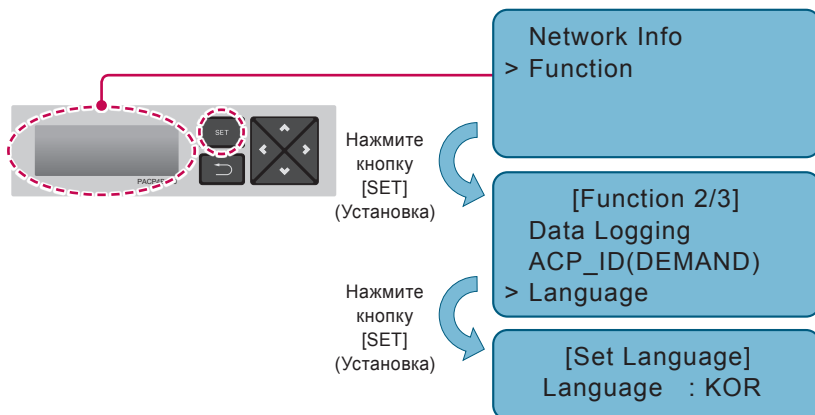 Network Info
> Function
SET
Нажмите
кнопку
[SET]
(Установка)
[Function 2/3]
Data Logging
ACP_ID(DEMAND)
> Language
Нажмите
кнопку
[SET]
(Установка)
[Set Language]
Language : KOR